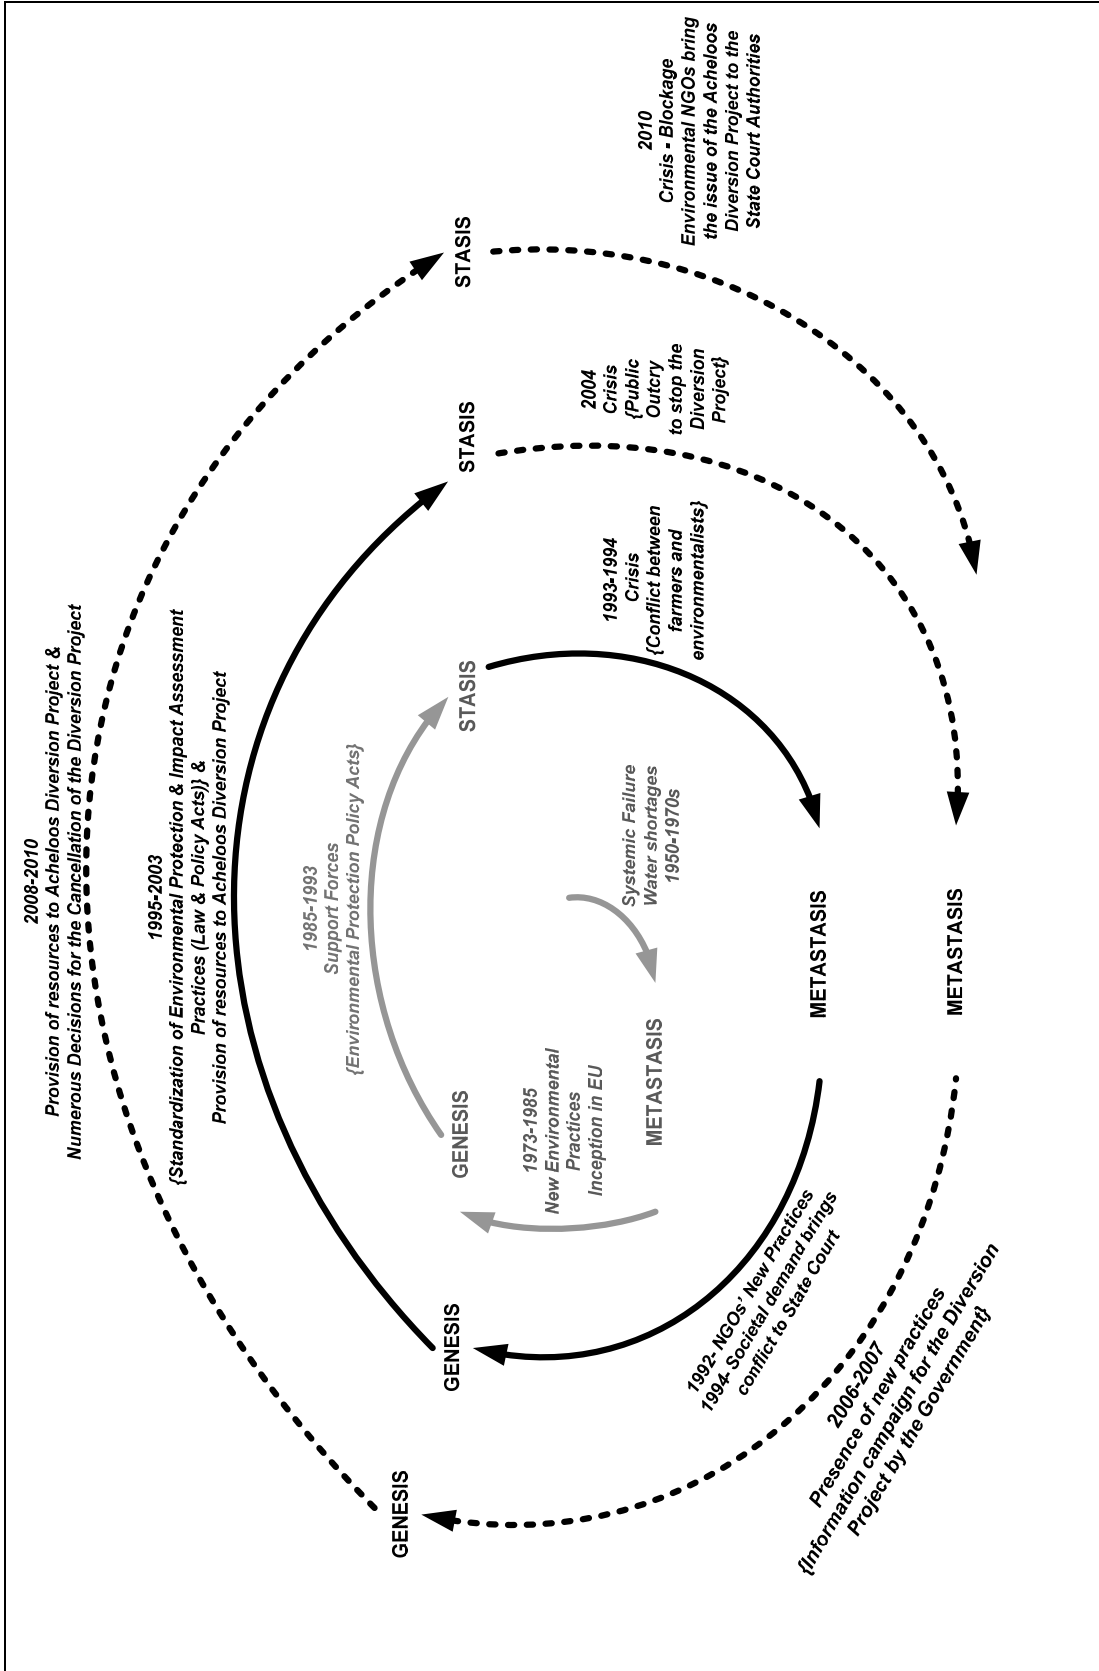 2008-2010
Provision of resources to Acheloos Diversion Project &
Numerous Decisions for the Cancellation of the Diversion Project
1995-2003
{Standardization of Environmental Protection & Impact Assessment
Practices (Law & Policy Acts)} &
Provision of resources to Acheloos Diversion Project
1985-1993
Support Forces
{Environmental Protection Policy Acts}
GENESIS
GENESIS
GENESIS
STASIS
STASIS
STASIS
1973-1985
New Environmental
Practices
Inception in EU
METASTASIS
Systemic Failure
Water shortages
1950-1970s
1993-1994
Crisis
{Conflict between
farmers and
environmentalists}
2004
Crisis
{Public
Outcry
to stop the
Diversion
Project}
2010
Crisis - Blockage
Environmental NGOs bring
the issue of the Acheloos
Diversion Project to the
State Court Authorities
METASTASIS
METASTASIS
1992- NGOs' New Practices
1994- Societal demand brings
conflict to State Court
2006-2007
Presence of new practices
{Information campaign for the Diversion
Project by the Government}